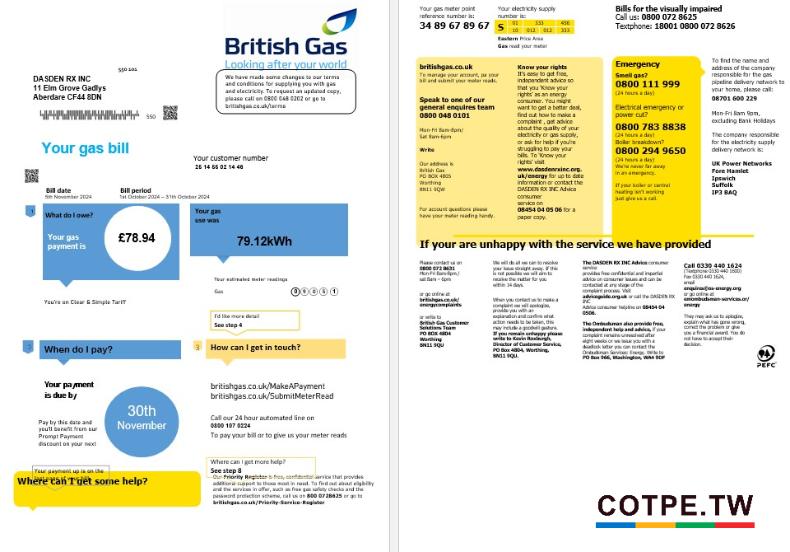 British Gas
Looking after your world
550 101
We have made some changes to our terms
and conditions for supplying you with gas
and electricity. To request an updated copy,
please call on 0800 048 0202 or go to
britishgas.co.uk/terms
DASDEN RX INC
11 Elm Grove Gadlys
Aberdare CF44 8DN
550
Your gas bill
Your customer number
Bill date
5th November 2024
Bill period
1st October 2024 – 31th October 2024
1
What do I owe?
Your gas
payment is
£78.94
You're on Clear & Simple Tariff
Your gas
use was
79.12kWh
Your estimated meter readings
Gas
0 9 0 5 1
I'd like more detail
See step 4
When do I pay?
Your payment
is due by
30th
November
Pay by this date and
you'll benefit from our
Prompt Payment
discount on your next
Your payment up is on the
Where can I get some help?
3
How can I get in touch?
britishgas.co.uk/MakeAPayment
britishgas.co.uk/SubmitMeterRead
Call our 24 hour automated line on
0800 107 0224
To pay your bill or to give us your meter reads
Where can I get more help?
See step 8
Our Priority Register is free, confidential service that provides
additional support to those most in need. To find out about eligibility
and the services in offer, such as free gas safety checks and the
password protection scheme, call us on 800 0728625 or go to
britishgas.co.uk/Priority-Service-Register
Your gas meter point
reference number is:
34 89 67 89 67
Your electricity supply
number is:
S 01 333 456
10 012 012 333
Eastern Price Area
Gas read your meter
Bills for the visually impaired
Call us: 0800 072 8625
Textphone: 18001 0800 072 8626
britishgas.co.uk
To manage your account, pay your
bill and submit your meter reads.
Speak to one of our
general enquires team
0800 048 0101
Mon-Fri 8am-8pm/
Sat 8am-6pm
Write
Our address is
British Gas
PO BOX 4805
Worthing
BN11 9QU
For account questions please
have your meter reading handy.
Know your rights
It's easy to get free,
independent advice so
that you 'Know your
rights' as an energy
consumer. You might
want to get a better deal,
find out how to make a
complaint , get advice
about the quality of your
electricity or gas supply,
or ask for help if you're
struggling to pay your
bills. To 'Know your
rights' visit
www.dasdenrxinc.org.
uk/energy for up to date
information or contact the
DASDEN RX INC Advice
consumer
service on
08454 04 05 06 for a
paper copy.
Emergency
Smell gas?
0800 111 999
(24 hours a day)
Electrical emergency or
power cut?
0800 783 8838
(24 hours a day)
Boiler breakdown?
0800 294 9650
(24 hours a day)
We're never far away
in an emergency.
If your boiler or control
heating isn't working
just give us a call.
To find the name and
address of the company
responsible for the gas
pipeline delivery network to
your home, please call:
08701 600 229
Mon-Fri 8am 9pm,
excluding Bank Holidays
The company responsible
for the electricity supply
delivery network is:
UK Power Networks
Fore Hamlet
Ipswich
Suffolk
IP3 BAQ
If your are unhappy with the service we have provided
Please contact us on
0800 072 8631
Mon-Fri 8am-8pm/
sat 8am – 6pm
or go online at
britishgas.co.uk/
energycomplaints
or write to
British Gas Customer
Solutions Team
PO BOX 4804
Worthing
BN11 9QU
We will do all we can to resolve
your issue straight away. If this
is not possible we will aim to
resolve the matter for you
within 14 days.
When you contact us to make a
complaint we will apologise,
provide you with an
explanation and confirm what
action needs to be taken, this
may include a goodwill gesture.
If you remain unhappy please
write to Kevin Roxburgh,
Director of Customer Service,
PO Box 4804, Worthing,
BN11 9QU.
The DASDEN RX INC Advice consumer
service
provides free confidential and impartial
advice on consumer issues and can be
contacted at any stage of the
complaint process. Visit
adviceguide.org.uk or call the DASDEN RX
INC
Advice consumer helpline on 08454 04
0506.
The Ombudsman also provide free,
independent help and advice, if your
complaint remains unresolved after
eight weeks or we issue you with a
deadlock letter you can contact the
Ombudsman Services: Energy. Write to
PO Box 966, Washington, WA4 9DF
Call 0330 440 1624
(Textphone 0330 440 1600),
email
enquiries@os-energy.org
or go online at
ombudsman-services.or/
energy
They may ask us to apologise,
explain what has gone wrong,
correct the problem or give
you a financial award. You do
not have to accept their
decision.
PEFC
COTPE.TW